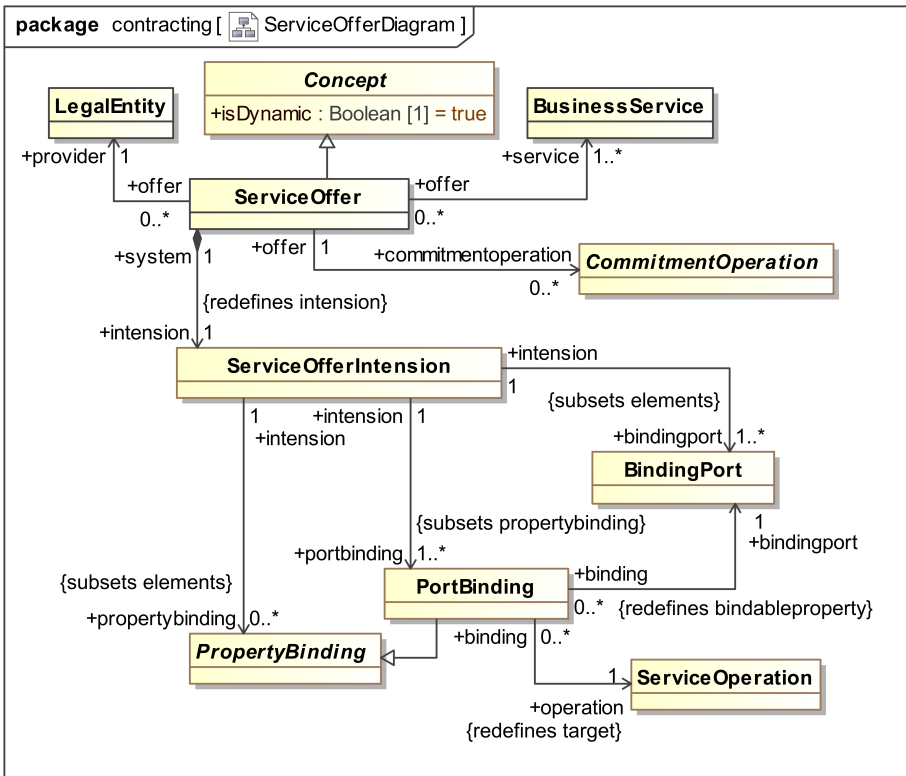 package contracting [ ServiceOfferDiagram ]
Concept
+isDynamic : Boolean [1] = true
LegalEntity
BusinessService
+provider 1
+service 1..*
+offer
0..*
ServiceOffer
+offer
0..*
+system 1
+offer 1
+commitmentoperation
0..*
CommitmentOperation
{redefines intension}
+intension 1
ServiceOfferIntension
+intension
1
{subsets elements}
+bindingport 1..*
BindingPort
1
+intension
+intension 1
{subsets propertybinding}
+portbinding 1..*
1
+bindingport
{subsets elements}
+propertybinding 0..*
PortBinding
+binding
0..*
{redefines bindableproperty}
+binding 0..*
PropertyBinding
1
ServiceOperation
+operation
{redefines target}